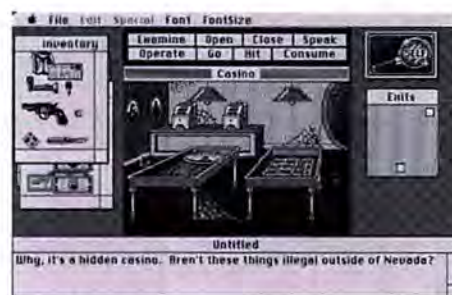 File Edit Special Font FontSize
Inventory
Examine Open Close Speak
Operate Go Hit Consume
Casino
Exits
Untitled
Why, it's a hidden casino. Aren't these things illegal outside of Nevada?